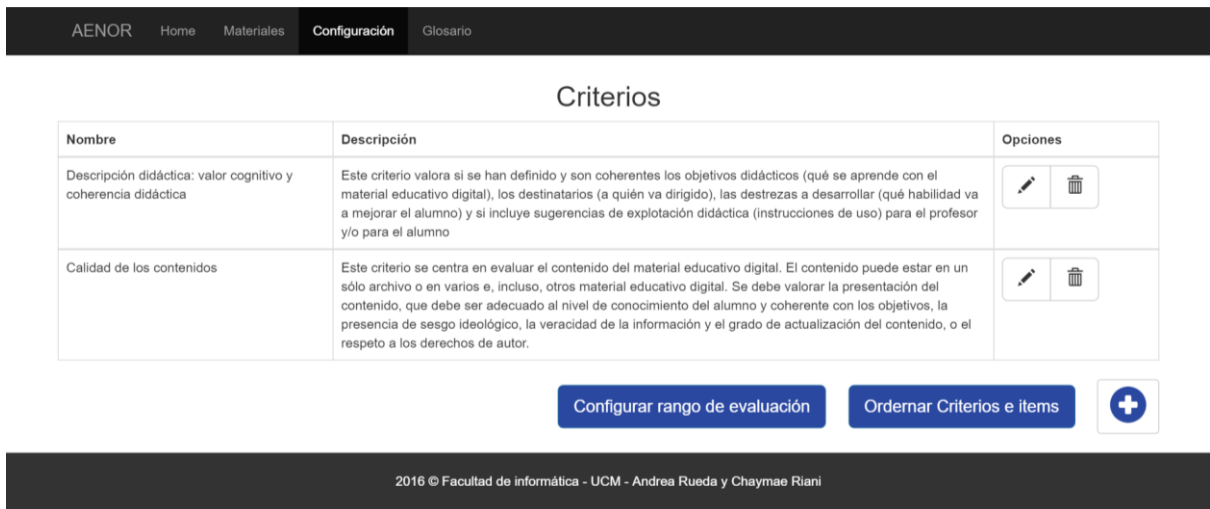 AENOR Home Materiales Configuración Glosario
Criterios
Nombre Descripción Opciones
Descripción didáctica: valor cognitivo y
coherencia didáctica
Este criterio valora si se han definido y son coherentes los objetivos didácticos (qué se aprende con el
material educativo digital), los destinatarios (a quién va dirigido), las destrezas a desarrollar (qué habilidad va
a mejorar el alumno) y si incluye sugerencias de explotación didáctica (instrucciones de uso) para el profesor
y/o para el alumno
Calidad de los contenidos
Este criterio se centra en evaluar el contenido del material educativo digital. El contenido puede estar en un
sólo archivo o en varios e, incluso, otros material educativo digital. Se debe valorar la presentación del
contenido, que debe ser adecuado al nivel de conocimiento del alumno y coherente con los objetivos, la
presencia de sesgo ideológico, la veracidad de la información y el grado de actualización del contenido, o el
respeto a los derechos de autor.
Configurar rango de evaluación Ordernar Criterios e items
2016 © Facultad de informática - UCM - Andrea Rueda y Chaymae Riani